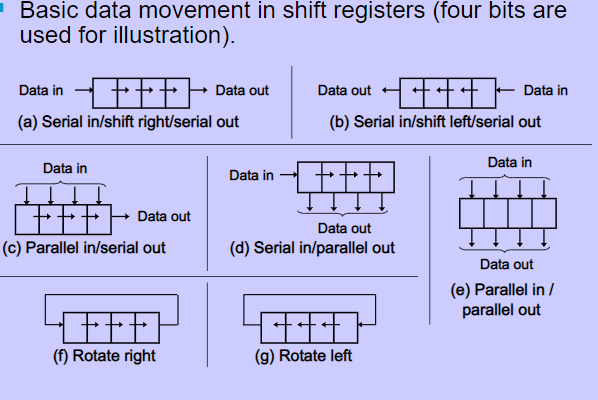 Basic data movement in shift registers (four bits are
used for illustration).
Data in
Data out
(a) Serial in/shift right/serial out
Data out
Data in
(b) Serial in/shift left/serial out
Data in
Data out
(c) Parallel in/serial out
Data in
Data out
(d) Serial in/parallel out
Data in
Data out
(e) Parallel in /
parallel out
(f) Rotate right
(g) Rotate left